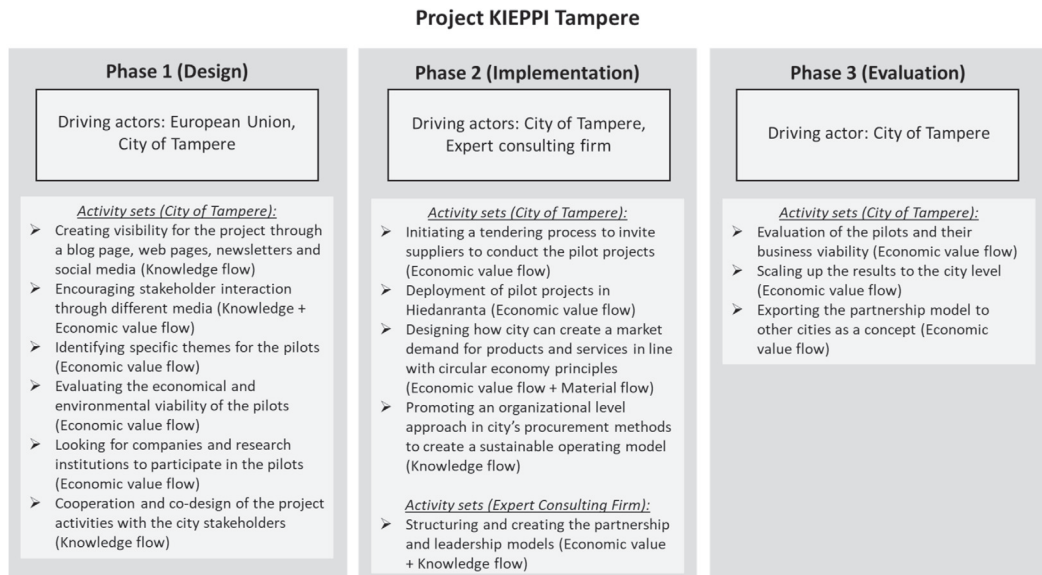 Project KIEPPI Tampere
Phase 1 (Design)
Driving actors: European Union,
City of Tampere
Activity sets (City of Tampere):
➢ Creating visibility for the project through
a blog page, web pages, newsletters and
social media (Knowledge flow)
➢ Encouraging stakeholder interaction
through different media (Knowledge +
Economic value flow)
➢ Identifying specific themes for the pilots
(Economic value flow)
➢ Evaluating the economical and
environmental viability of the pilots
(Economic value flow)
➢ Looking for companies and research
institutions to participate in the pilots
(Economic value flow)
➢ Cooperation and co-design of the project
activities with the city stakeholders
(Knowledge flow)
Phase 2 (Implementation)
Driving actors: City of Tampere,
Expert consulting firm
Activity sets (City of Tampere):
➢ Initiating a tendering process to invite
suppliers to conduct the pilot projects
(Economic value flow)
➢ Deployment of pilot projects in
Hiedanranta (Economic value flow)
➢ Designing how city can create a market
demand for products and services in line
with circular economy principles
(Economic value flow + Material flow)
➢ Promoting an organizational level
approach in city's procurement methods
to create a sustainable operating model
(Knowledge flow)
Activity sets (Expert Consulting Firm):
➢ Structuring and creating the partnership
and leadership models (Economic value
+ Knowledge flow)
Phase 3 (Evaluation)
Driving actor: City of Tampere
Activity sets (City of Tampere):
➢ Evaluation of the pilots and their
business viability (Economic value flow)
➢ Scaling up the results to the city level
(Economic value flow)
➢ Exporting the partnership model to
other cities as a concept (Economic
value flow)